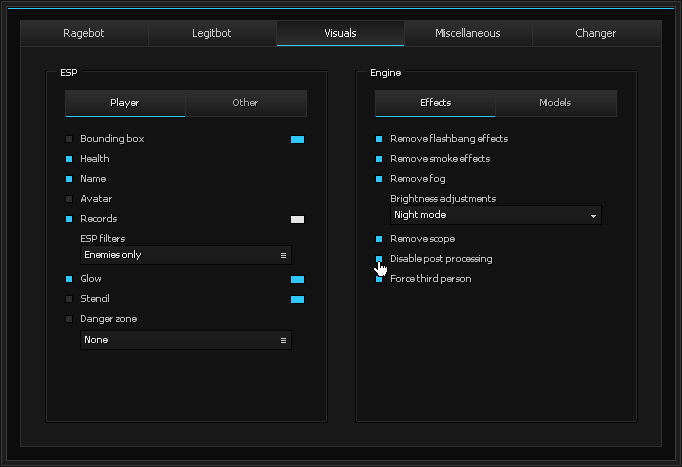 Ragebot
Legitbot
Visuals
Miscellaneous
Changer
ESP
Player
Other
Bounding box
Health
Name
Avatar
Records
ESP filters
Enemies only
Glow
Stencil
Danger zone
None
Engine
Effects
Models
Remove flashbang effects
Remove smoke effects
Remove fog
Brightness adjustments
Night mode
Remove scope
Disable post processing
Force third person